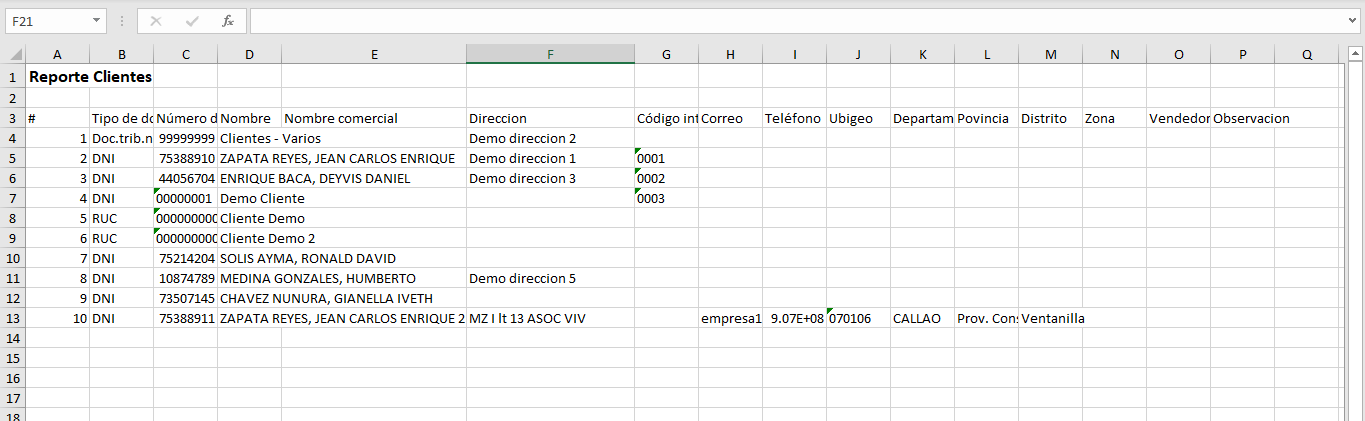 F21
fx
A B C D E F G H I J K L M N O P Q
1 Reporte Clientes
2
3 # Tipo de do Número d Nombre Nombre comercial Direccion Código int Correo Teléfono Ubigeo Departam Povincia Distrito Zona Vendedor Observacion
4 1 Doc.trib.n 99999999 Clientes - Varios Demo direccion 2
5 2 DNI 75388910 ZAPATA REYES, JEAN CARLOS ENRIQUE Demo direccion 1 0001
6 3 DNI 44056704 ENRIQUE BACA, DEYVIS DANIEL Demo direccion 3 0002
7 4 DNI 00000001 Demo Cliente 0003
8 5 RUC 000000000 Cliente Demo
9 6 RUC 000000000 Cliente Demo 2
10 7 DNI 75214204 SOLIS AYMA, RONALD DAVID
11 8 DNI 10874789 MEDINA GONZALES, HUMBERTO Demo direccion 5
12 9 DNI 73507145 CHAVEZ NUNURA, GIANELLA IVETH
13 10 DNI 75388911 ZAPATA REYES, JEAN CARLOS ENRIQUE 2 MZ I lt 13 ASOC VIV empresa1 9.07E+08 070106 CALLAO Prov. Cons Ventanilla
14
15
16
17
18